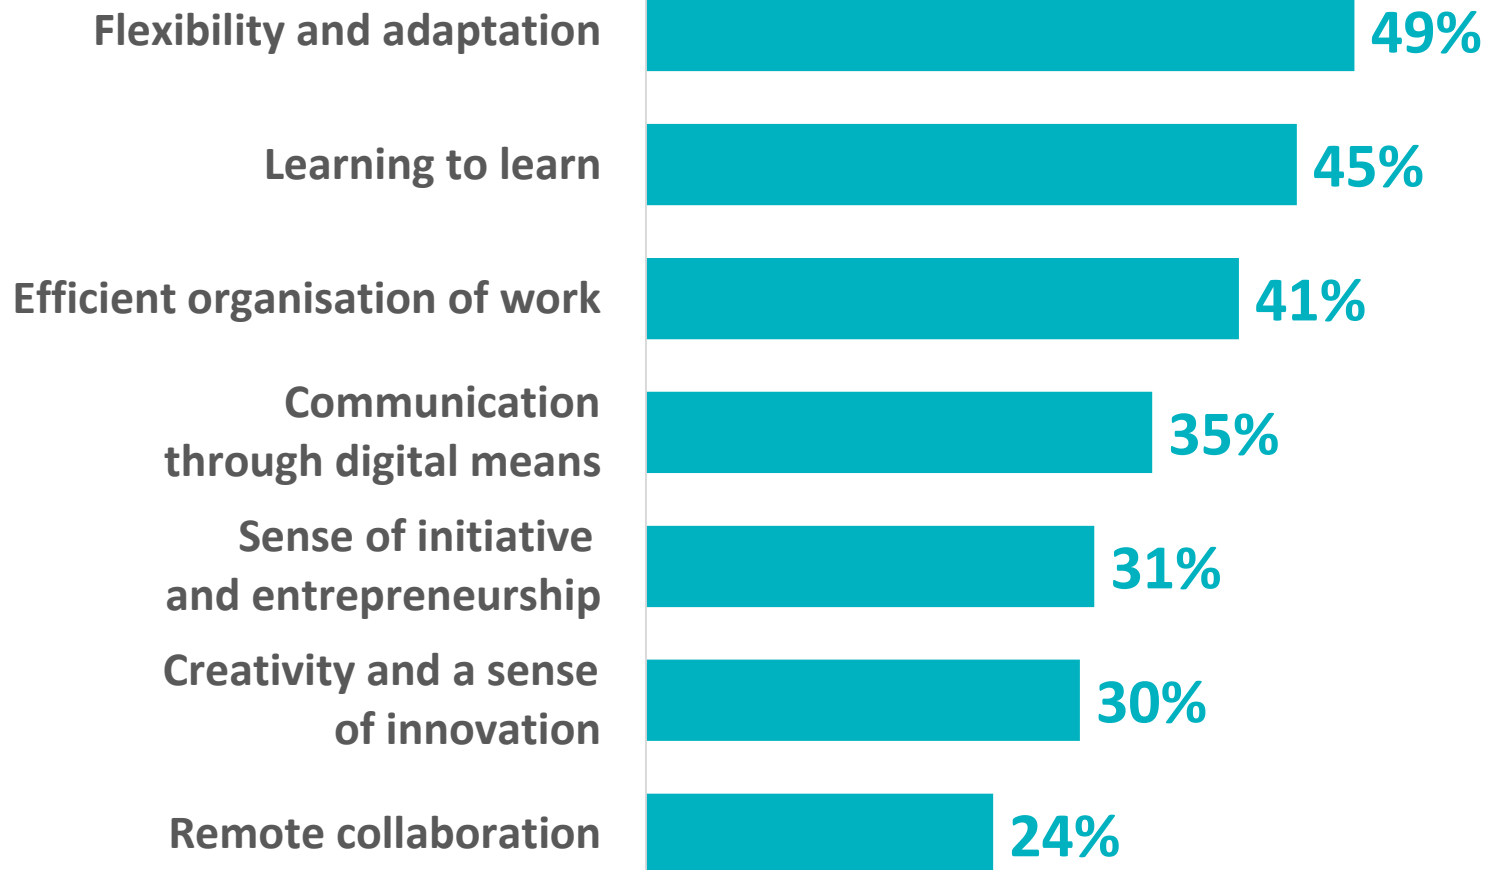 Flexibility and adaptation 49%
Learning to learn 45%
Efficient organisation of work 41%
Communication
through digital means 35%
Sense of initiative
and entrepreneurship 31%
Creativity and a sense
of innovation 30%
Remote collaboration 24%